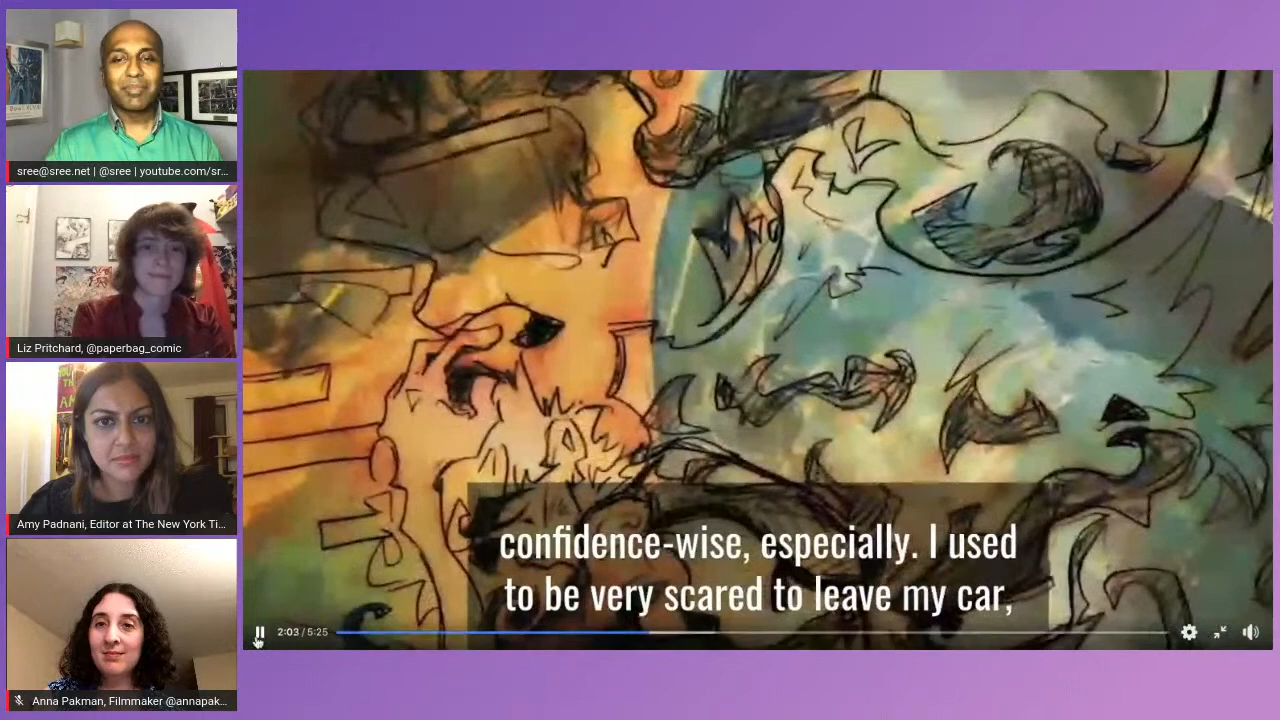 sree@sree.net | @sree | youtube.com/sr...
Liz Pritchard, @paperbag_comic
Amy Padnani, Editor at The New York Ti...
Anna Pakman, Filmmaker @annapak...
confidence-wise, especially. I used
to be very scared to leave my car,
2:03 / 5:25